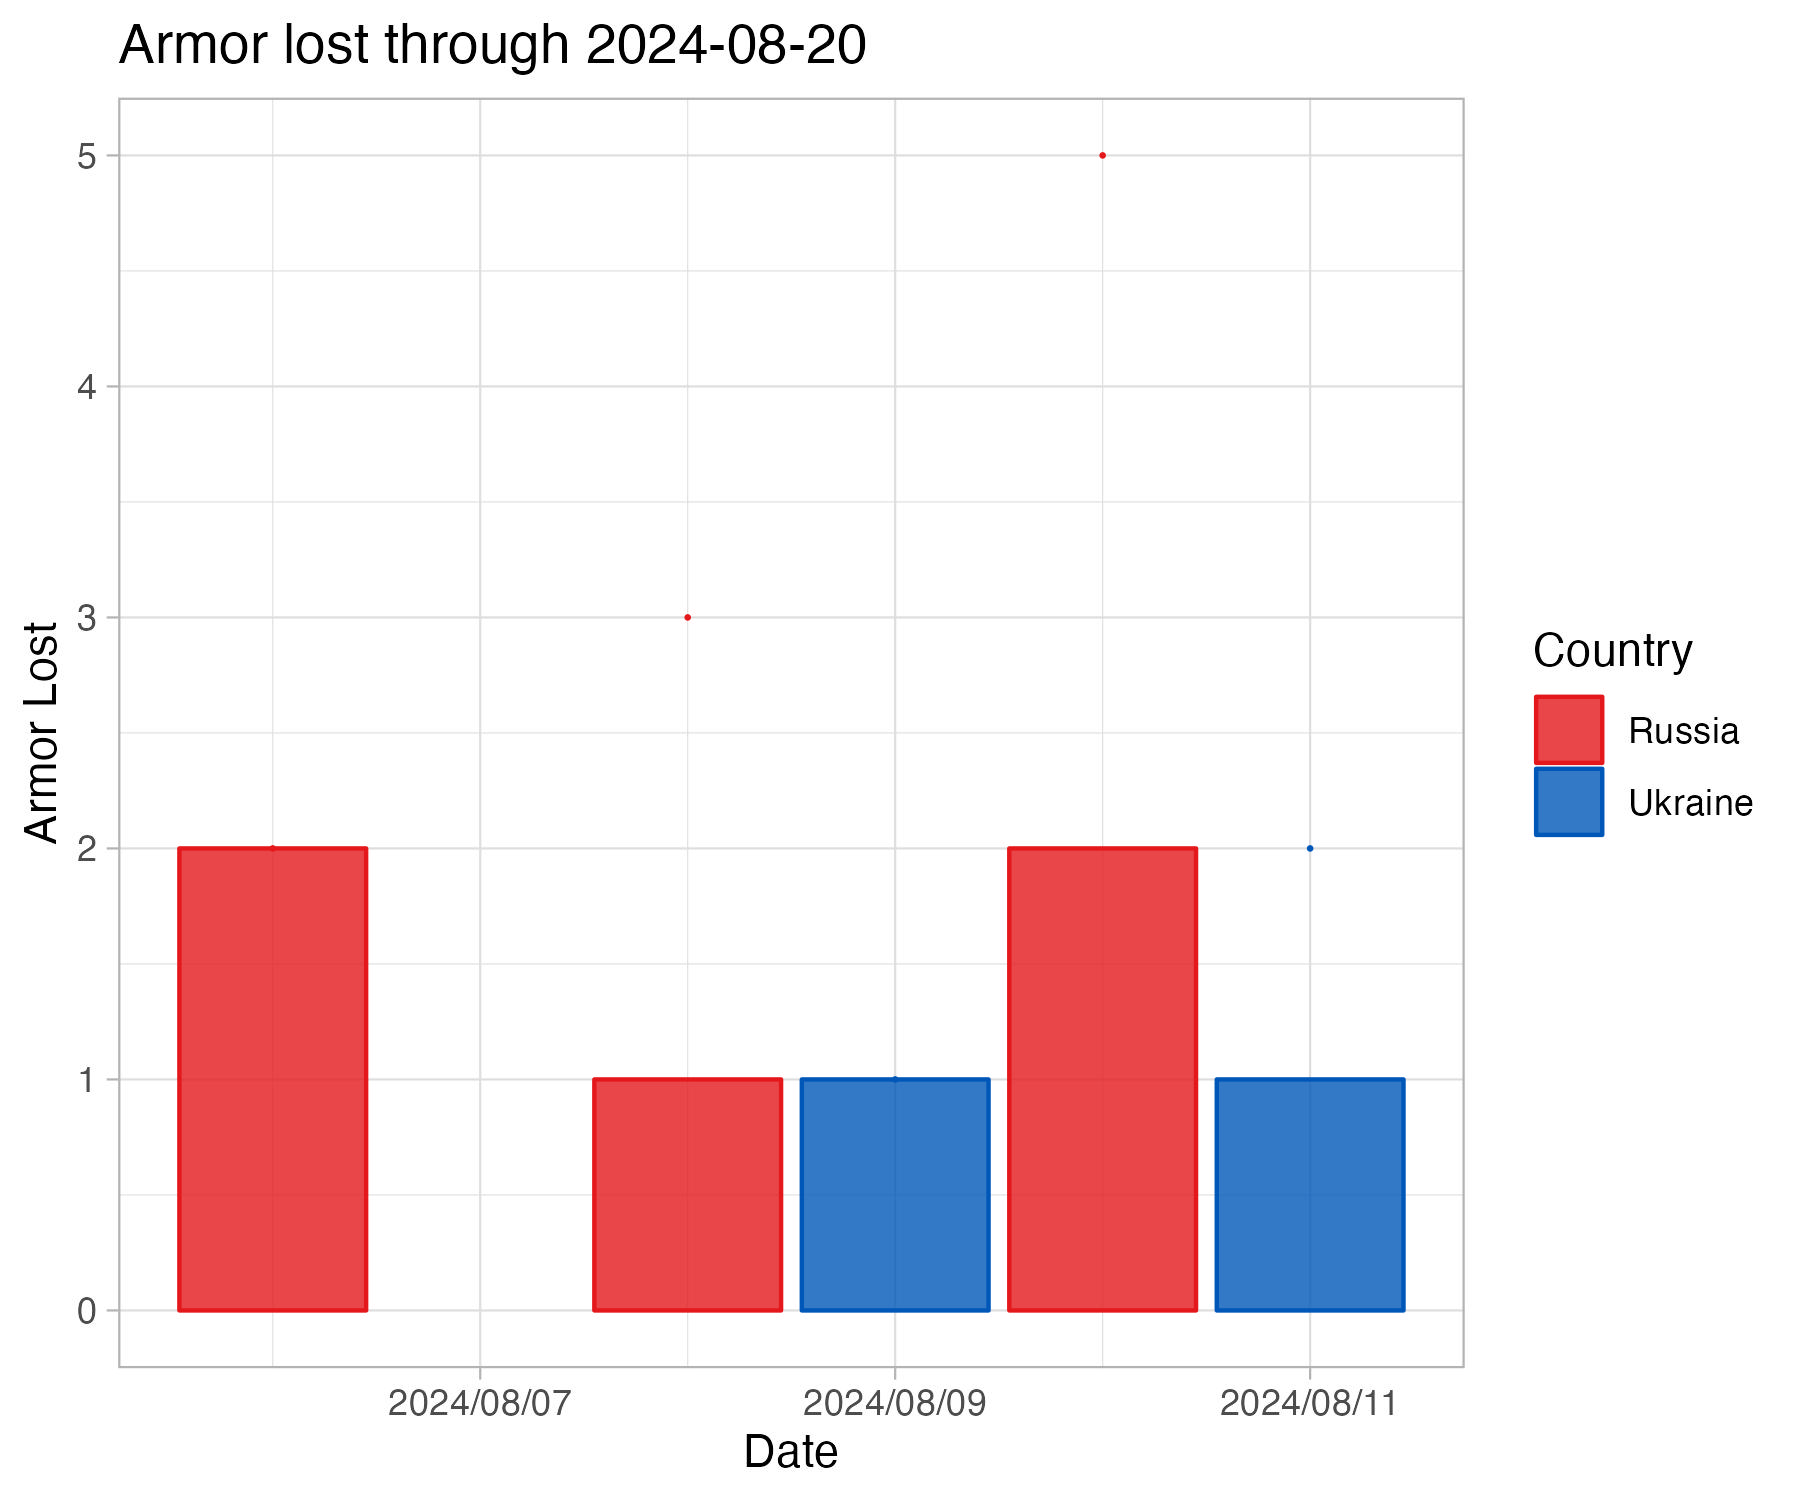 Armor lost through 2024-08-20
Armor Lost
5
4
3
2
1
0
2024/08/07 2024/08/09 2024/08/11
Date
Country
Russia
Ukraine